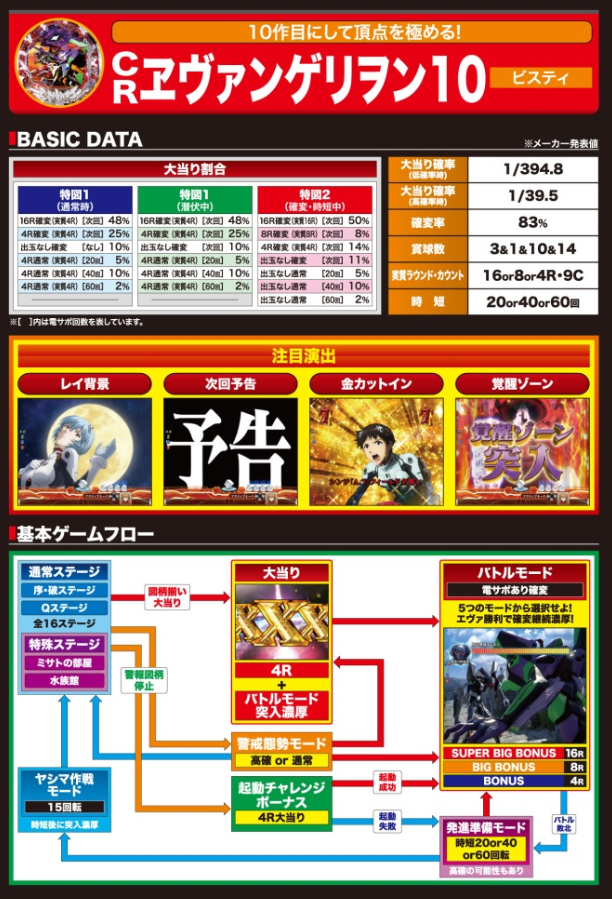 10作目にして頂点を極める!
CRヱヴァンゲリヲン10
ビスティ
BASIC DATA
※メーカー発表値
大当り割合
特図1
(通常時)
16R確変(実質4R) [次回] 48%
4R確変(実質4R) [次回] 25%
出玉なし確変 [なし] 10%
4R通常(実質4R) [20回] 5%
4R通常(実質4R) [40回] 10%
4R通常(実質4R) [60回] 2%
特図1
(潜伏中)
16R確変(実質4R) [次回] 48%
4R確変(実質4R) [次回] 25%
出玉なし確変 [次回] 10%
4R通常(実質4R) [20回] 5%
4R通常(実質4R) [40回] 10%
4R通常(実質4R) [60回] 2%
特図2
(確変・時短中)
16R確変(実質16R) [次回] 50%
8R確変(実質8R) [次回] 8%
4R確変(実質4R) [次回] 14%
出玉なし確変 [次回] 11%
出玉なし通常 [20回] 5%
出玉なし通常 [40回] 10%
出玉なし通常 [60回] 2%
大当り確率
(低確率時)
1/394.8
大当り確率
(高確率時)
1/39.5
確変率
83%
賞球数
3&1&10&14
実質ラウンド・カウント
16or8or4R・9C
時 短
20or40or60回
※[ ]内は電サポ回数を表しています。
注目演出
レイ背景
次回予告
金カットイン
覚醒ゾーン
予告
覚醒ゾーン
突入
基本ゲームフロー
通常ステージ
序・破ステージ
Qステージ
全16ステージ
特殊ステージ
ミサトの部屋
水族館
図柄揃い
大当り
警報図柄
停止
大当り
4R
+
バトルモード
突入濃厚
警戒態勢モード
高確 or 通常
起動チャレンジ
ボーナス
4R大当り
起動
成功
起動
失敗
バトルモード
電サポあり確変
5つのモードから選択せよ!
エヴァ勝利で確変継続濃厚!
SUPER BIG BONUS 16R
BIG BONUS 8R
BONUS 4R
バトル
敗北
発進準備モード
時短20or40
or60回転
高確の可能性もあり
ヤシマ作戦
モード
15回転
時短後に突入濃厚